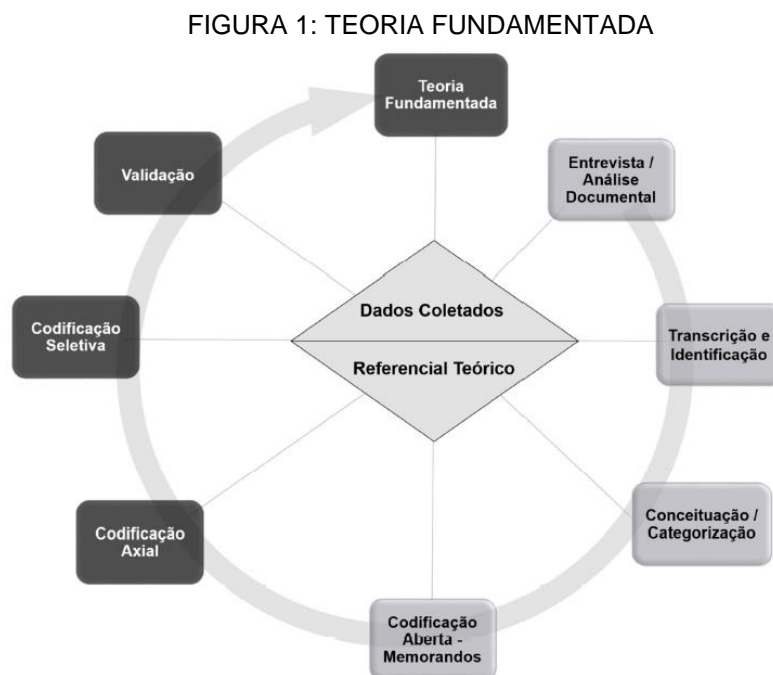 FIGURA 1: TEORIA FUNDAMENTADA
Teoria
Fundamentada
Entrevista /
Análise
Documental
Transcrição e
Identificação
Conceituação /
Categorização
Codificação
Aberta -
Memorandos
Codificação
Axial
Codificação
Seletiva
Validação
Dados Coletados
Referencial Teórico